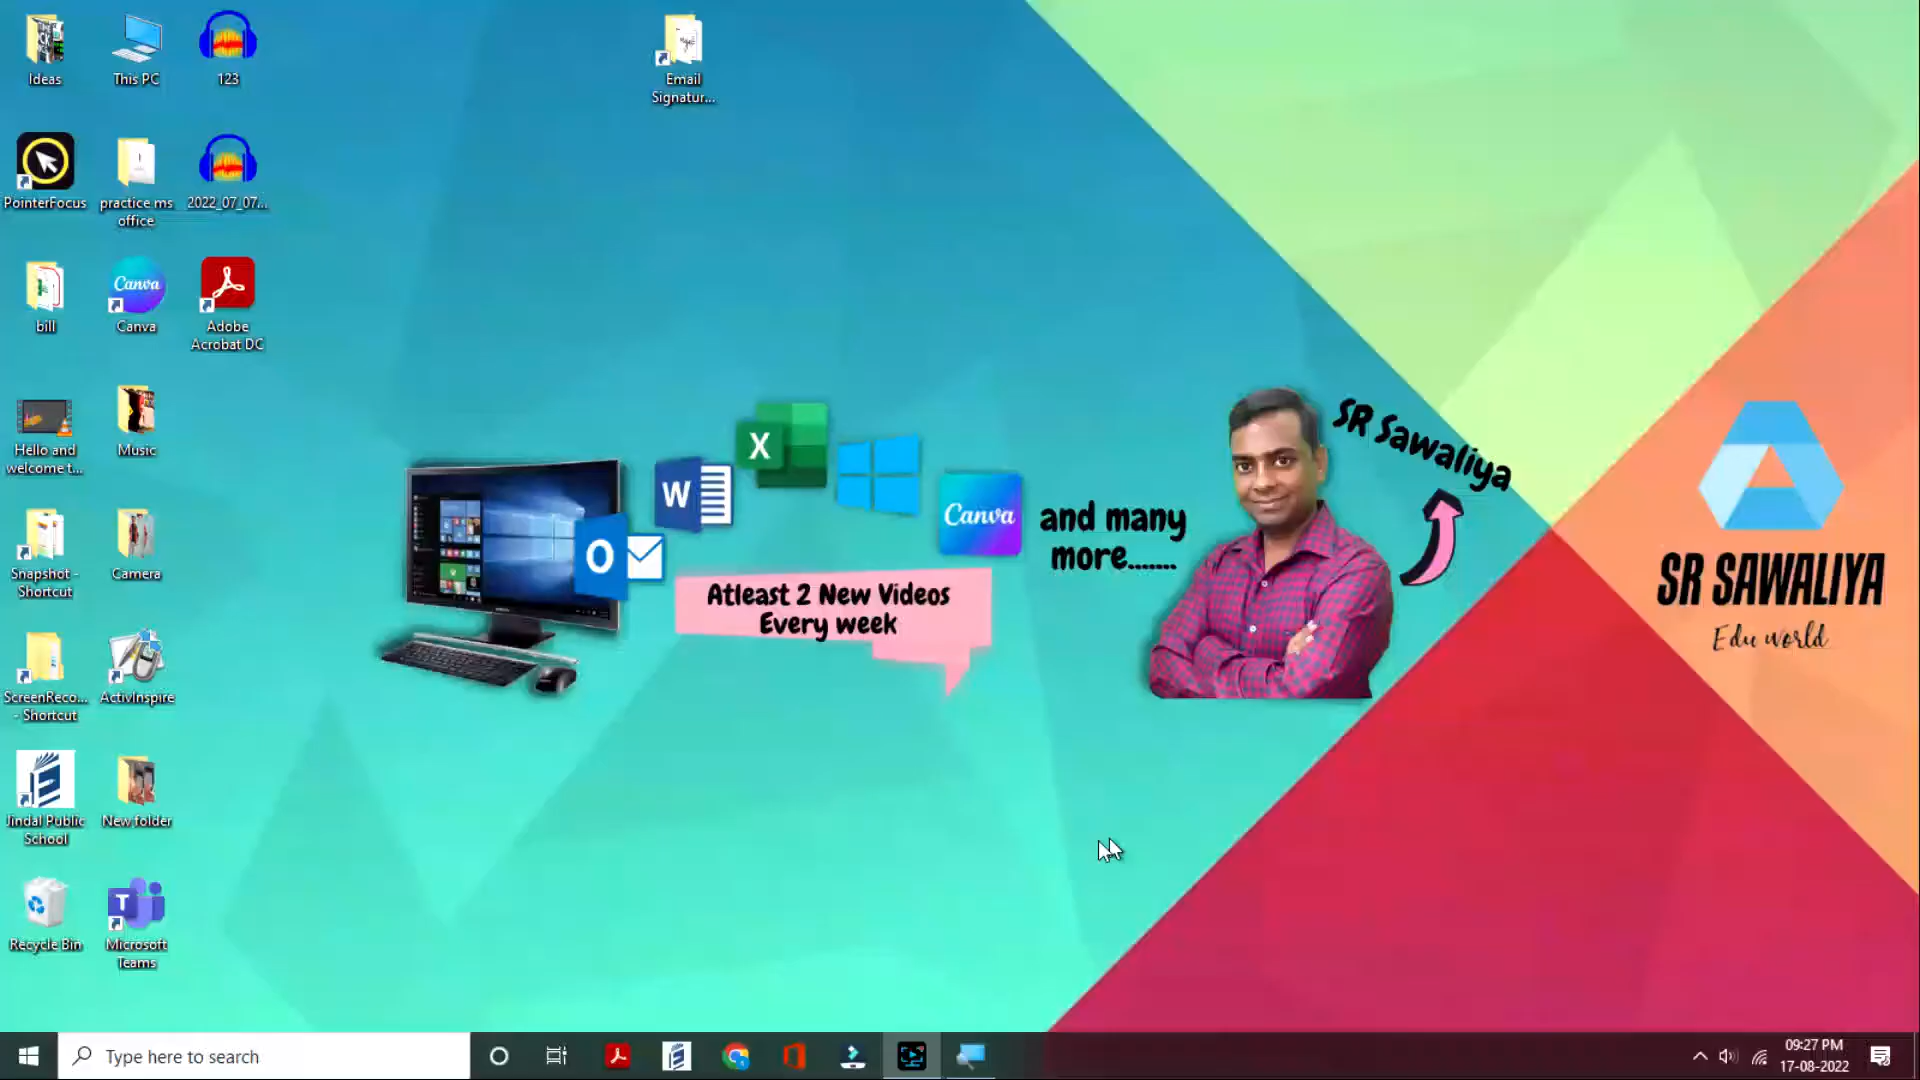 Ideas
This PC
123
Email
Signatur...
PointerFocus
practice ms
office
2022_07_07...
bill
Canva
Canva
Adobe
Acrobat DC
Hello and
welcome t...
Music
Snapshot -
Shortcut
Camera
ScreenReco...
- Shortcut
ActivInspire
Jindal Public
School
New folder
Recycle Bin
Microsoft
Teams
O
W
X
Canva
and many
more.......
Atleast 2 New Videos
Every week
SR Sawaliya
SR SAWALIYA
Edu world
Type here to search
09:27 PM
17-08-2022